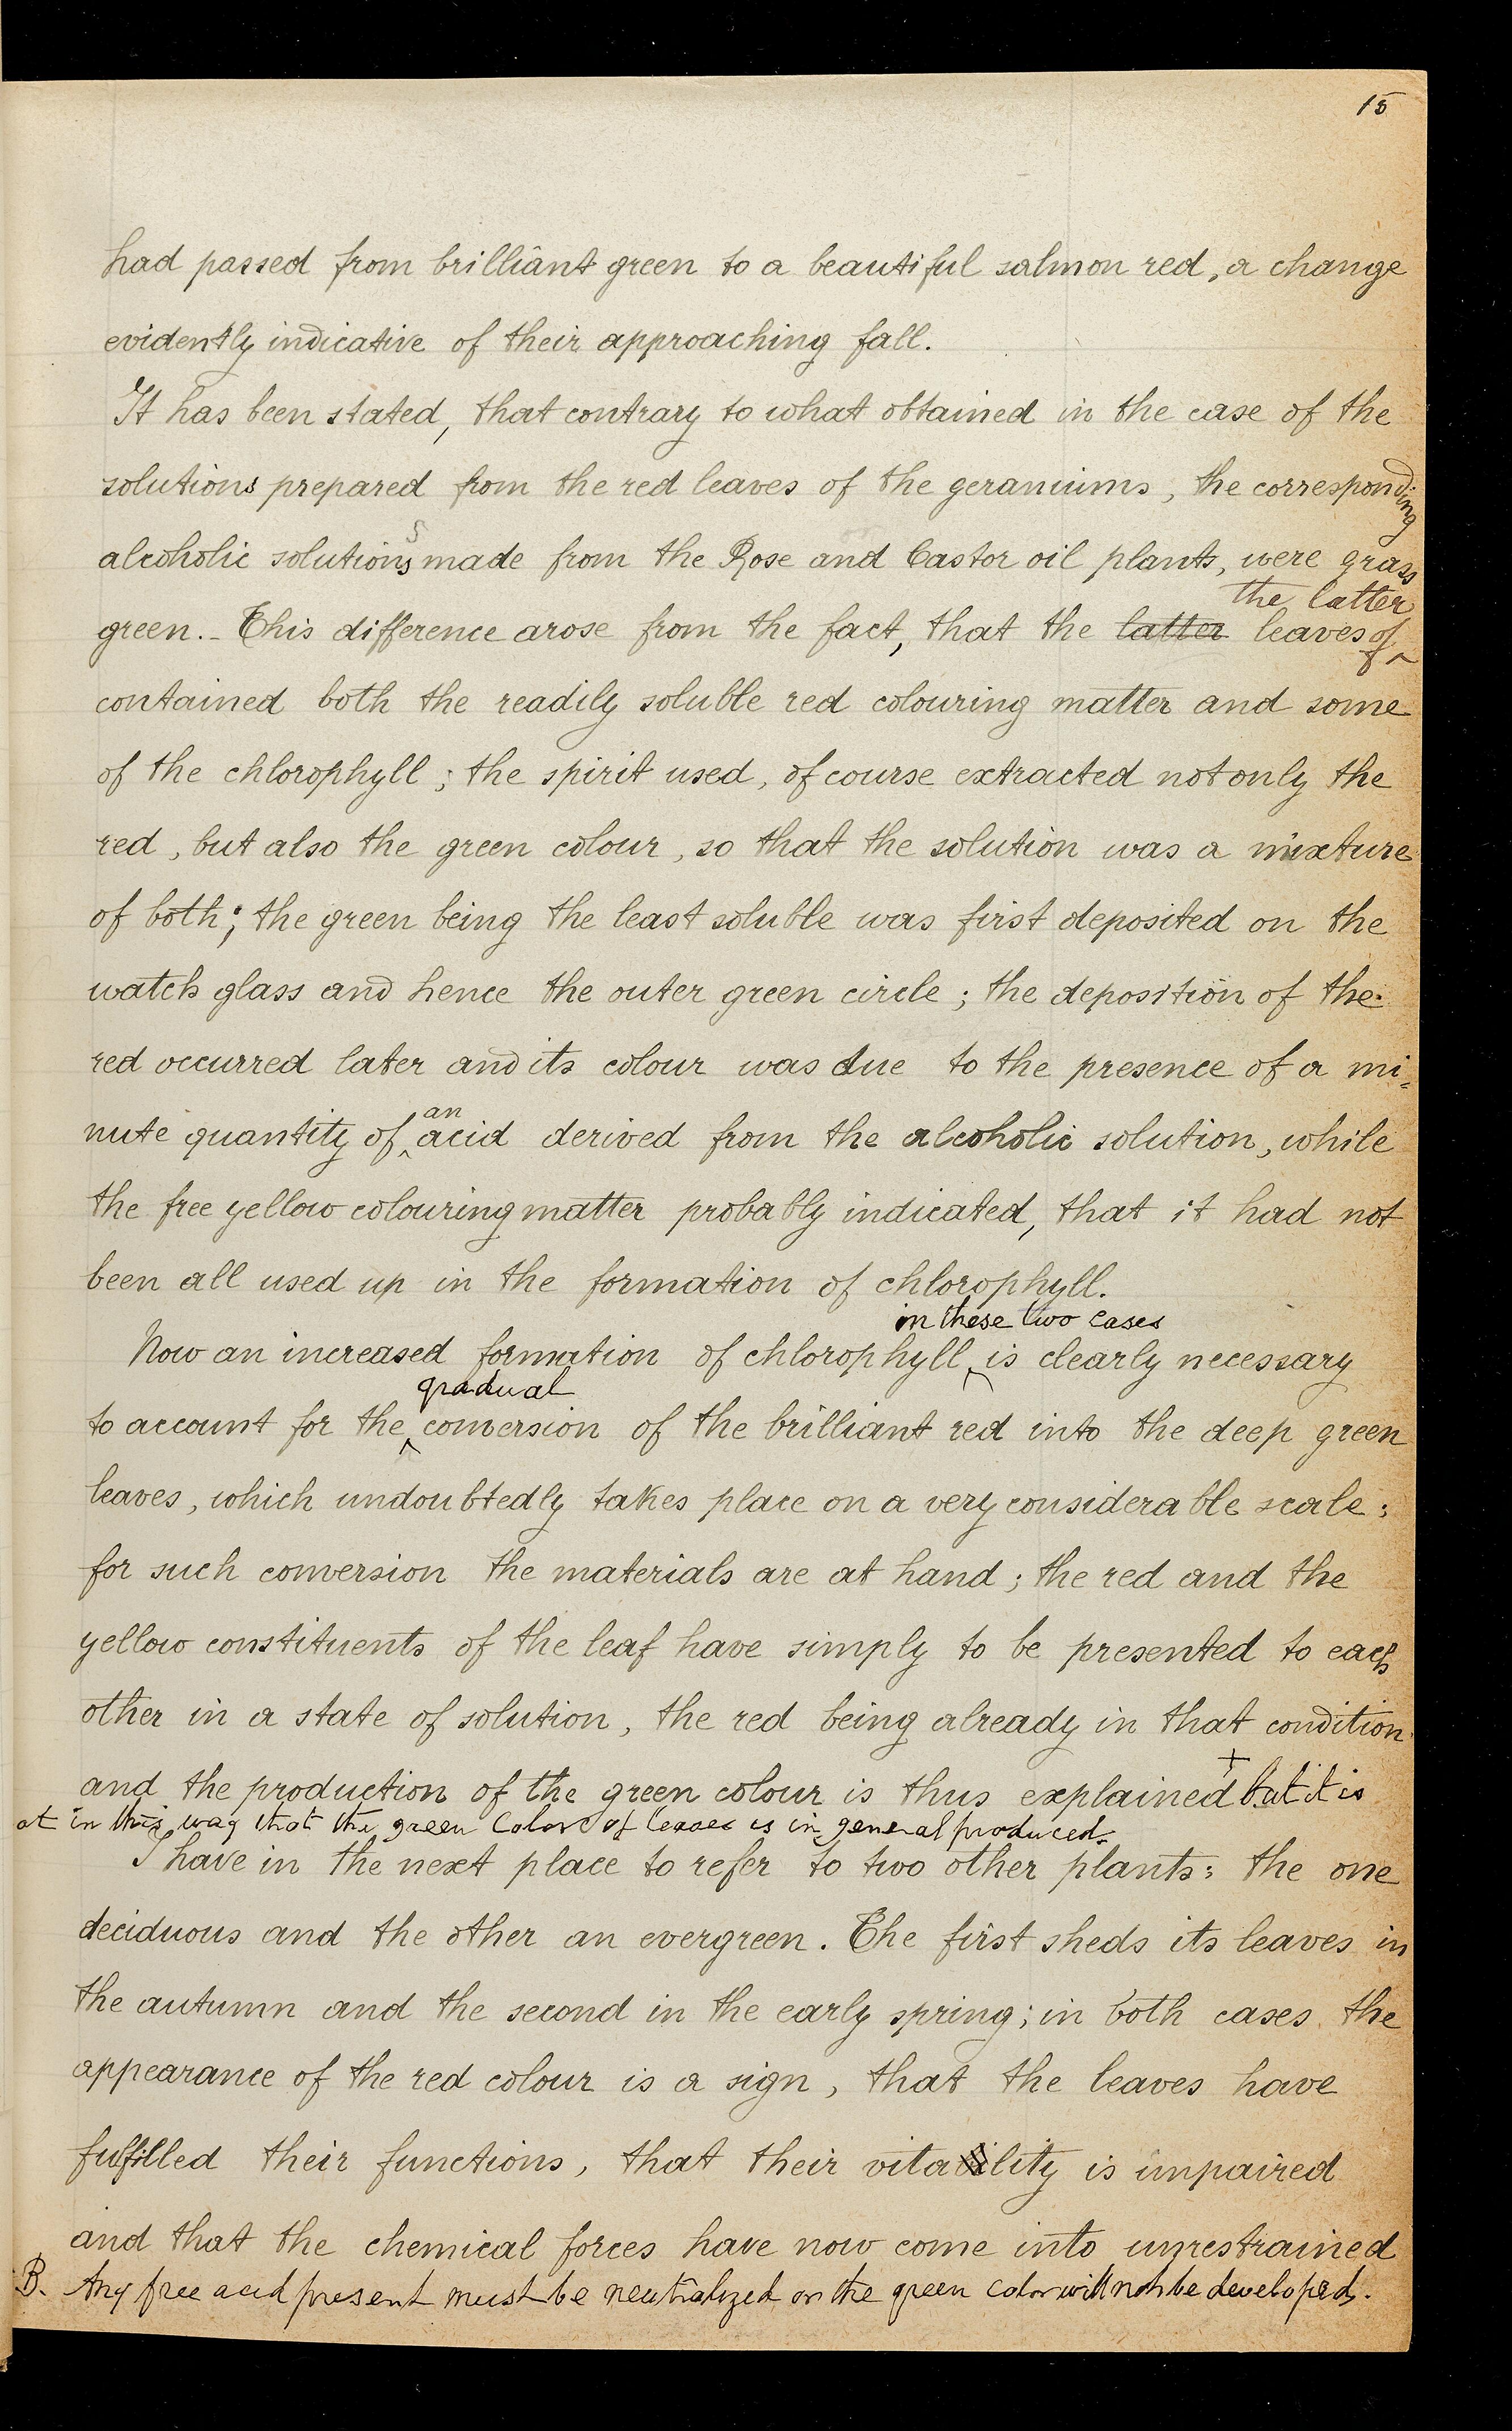 15
had passed from brilliant green to a beautiful salmon red, a change
evidently indicative of their approaching fall.
It has been stated, that contrary to what obtained in the case of the
solutions prepared from the red leaves of the geraniums, the corresponding
alcoholic solutions made from the Rose and Castor oil plants, were grass
the latter
green.- This difference arose from the fact, that the latter leaves of
contained both the readily soluble red colouring matter and some
of the chlorophyll; the spirit used, of course extracted not only the
red, but also the green colour, so that the solution was a mixture
of both; the green being the least soluble was first deposited on the
watch glass and hence the outer green circle; the deposition of the
red occurred later and its colour was due to the presence of a mi-
an
nute quantity of acid derived from the alcoholic solution, while
the free yellow colouring matter probably indicated, that it had not
been all used up in the formation of chlorophyll.
in these two cases
Now an increased formation of chlorophyll is clearly necessary
gradual
to account for the conversion of the brilliant red into the deep green
leaves, which undoubtedly takes place on a very considerable scale;
for such conversion the materials are at hand; the red and the
yellow constituents of the leaf have simply to be presented to each
other in a state of solution, the red being already in that condition
and the production of the green colour is thus explained + but it is
ot in this way that the green Color of leaves is in general produced.
I have in the next place to refer to two other plants; the one
deciduous and the other an evergreen. The first sheds its leaves in
the autumn and the second in the early spring; in both cases the
appearance of the red colour is a sign, that the leaves have
fulfilled their functions, that their vitality is impaired
and that the chemical forces have now come into unrestrained
B. Any free acid present must be neutralized or the green Color will not be developed.